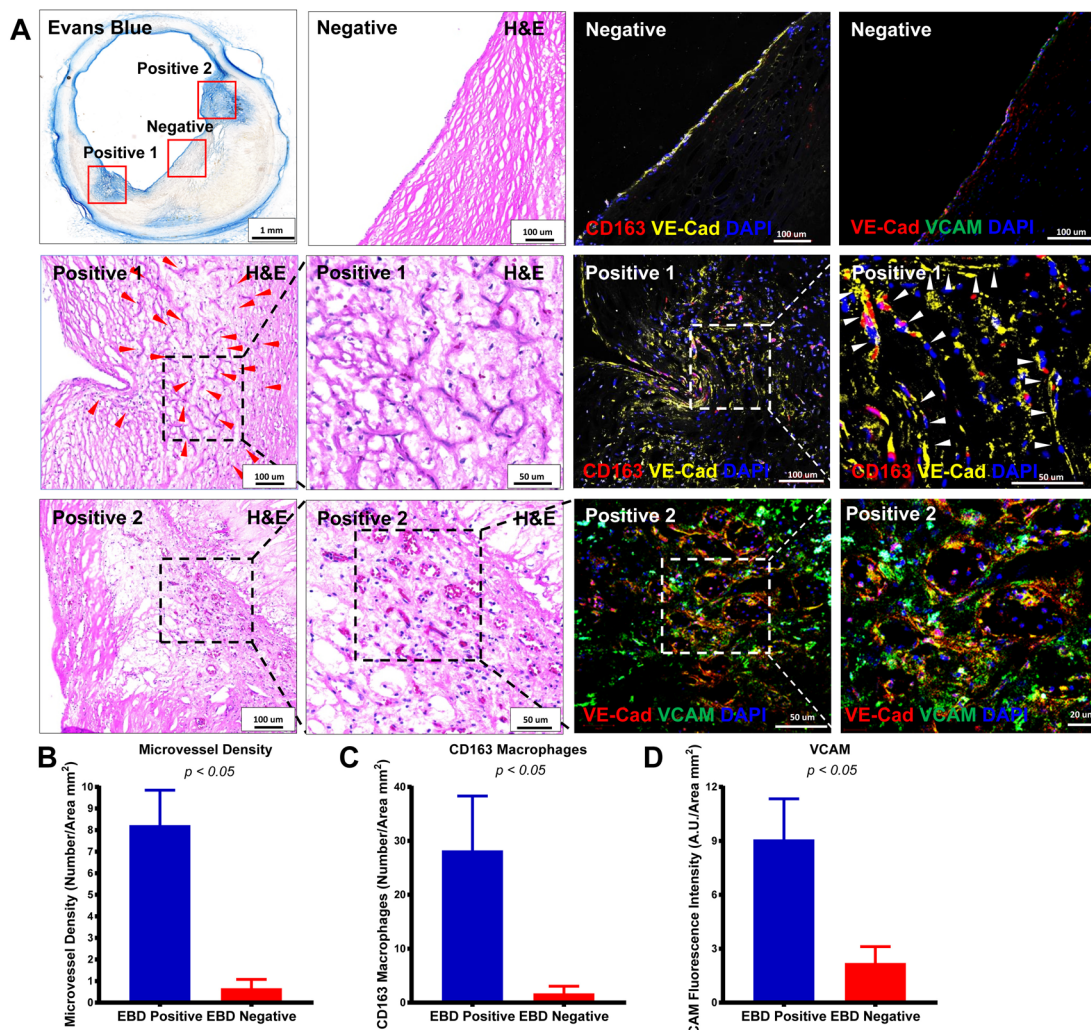 A
Evans Blue
Positive 2
Negative
Positive 1
1 mm
Negative
H&E
100 um
Negative
CD163 VE-Cad DAPI
100 um
Negative
VE-Cad VCAM DAPI
100 um
Positive 1
H&E
100 um
Positive 1
H&E
50 um
Positive 1
CD163 VE-Cad DAPI
100 um
Positive 1
CD163 VE-Cad DAPI
50 um
Positive 2
H&E
100 um
Positive 2
H&E
50 um
Positive 2
VE-Cad VCAM DAPI
50 um
Positive 2
VE-Cad VCAM DAPI
20 um
B
Microvessel Density
p < 0.05
Microvessel Density (Number/Area mm²)
10
9
8
7
6
5
4
3
2
1
0
EBD Positive EBD Negative
C
CD163 Macrophages
p < 0.05
CD163 Macrophages (Number/Area mm²)
40
30
20
10
0
EBD Positive EBD Negative
D
VCAM
p < 0.05
CAM Fluorescence Intensity (A.U./Area mm²)
12
9
6
3
0
EBD Positive EBD Negative